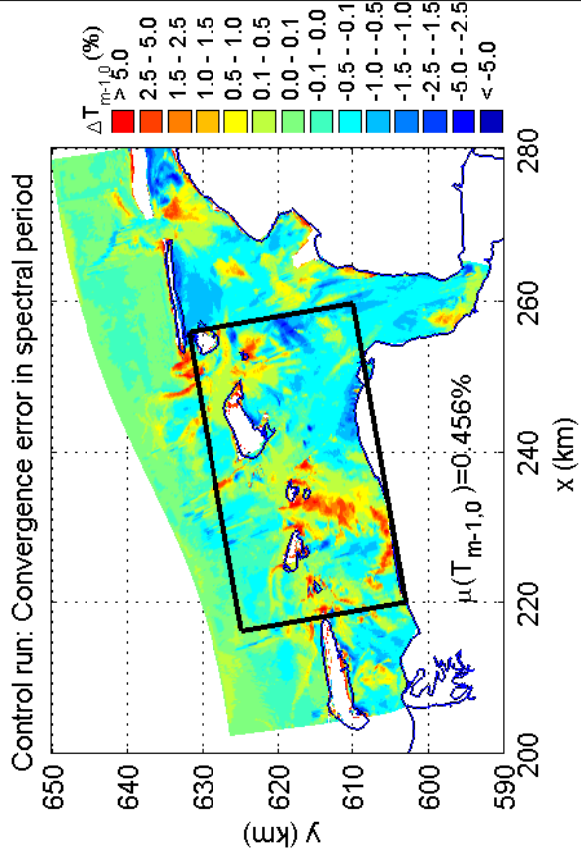 Control run: Convergence error in spectral period
ΔT m-1,0 (%)
> 5.0
2.5 - 5.0
1.5 - 2.5
1.0 - 1.5
0.5 - 1.0
0.1 - 0.5
0.0 - 0.1
-0.1 - 0.0
-0.5 - -0.1
-1.0 - -0.5
-1.5 - -1.0
-2.5 - -1.5
-5.0 - -2.5
< -5.0
650
640
630
620
610
600
590
y (km)
μ(T m-1,0)=0.456%
200
220
240
260
280
x (km)